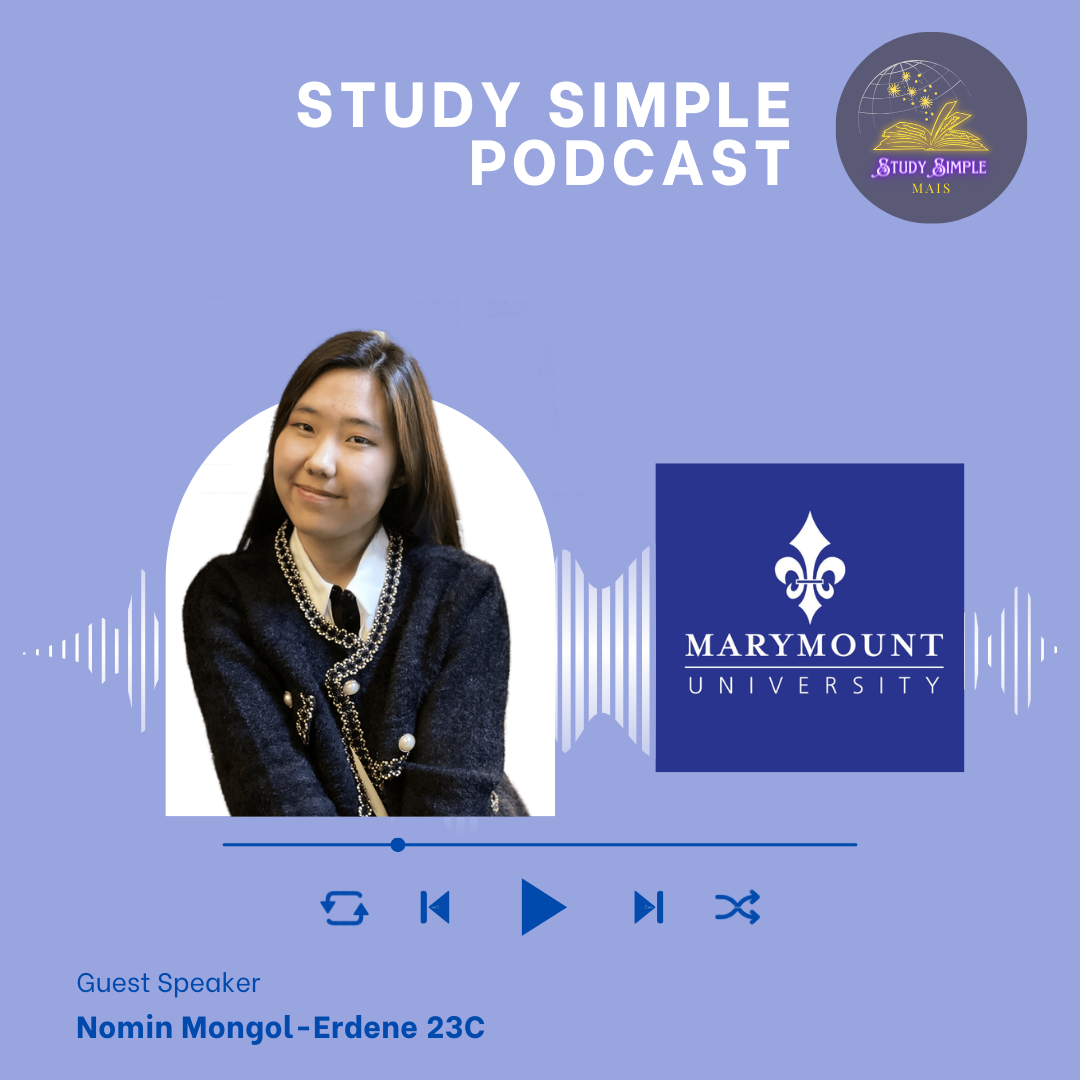 STUDY SIMPLE
PODCAST
STUDY SIMPLE
MAIS
MARYMOUNT
UNIVERSITY
Guest Speaker
Nomin Mongol-Erdene 23C